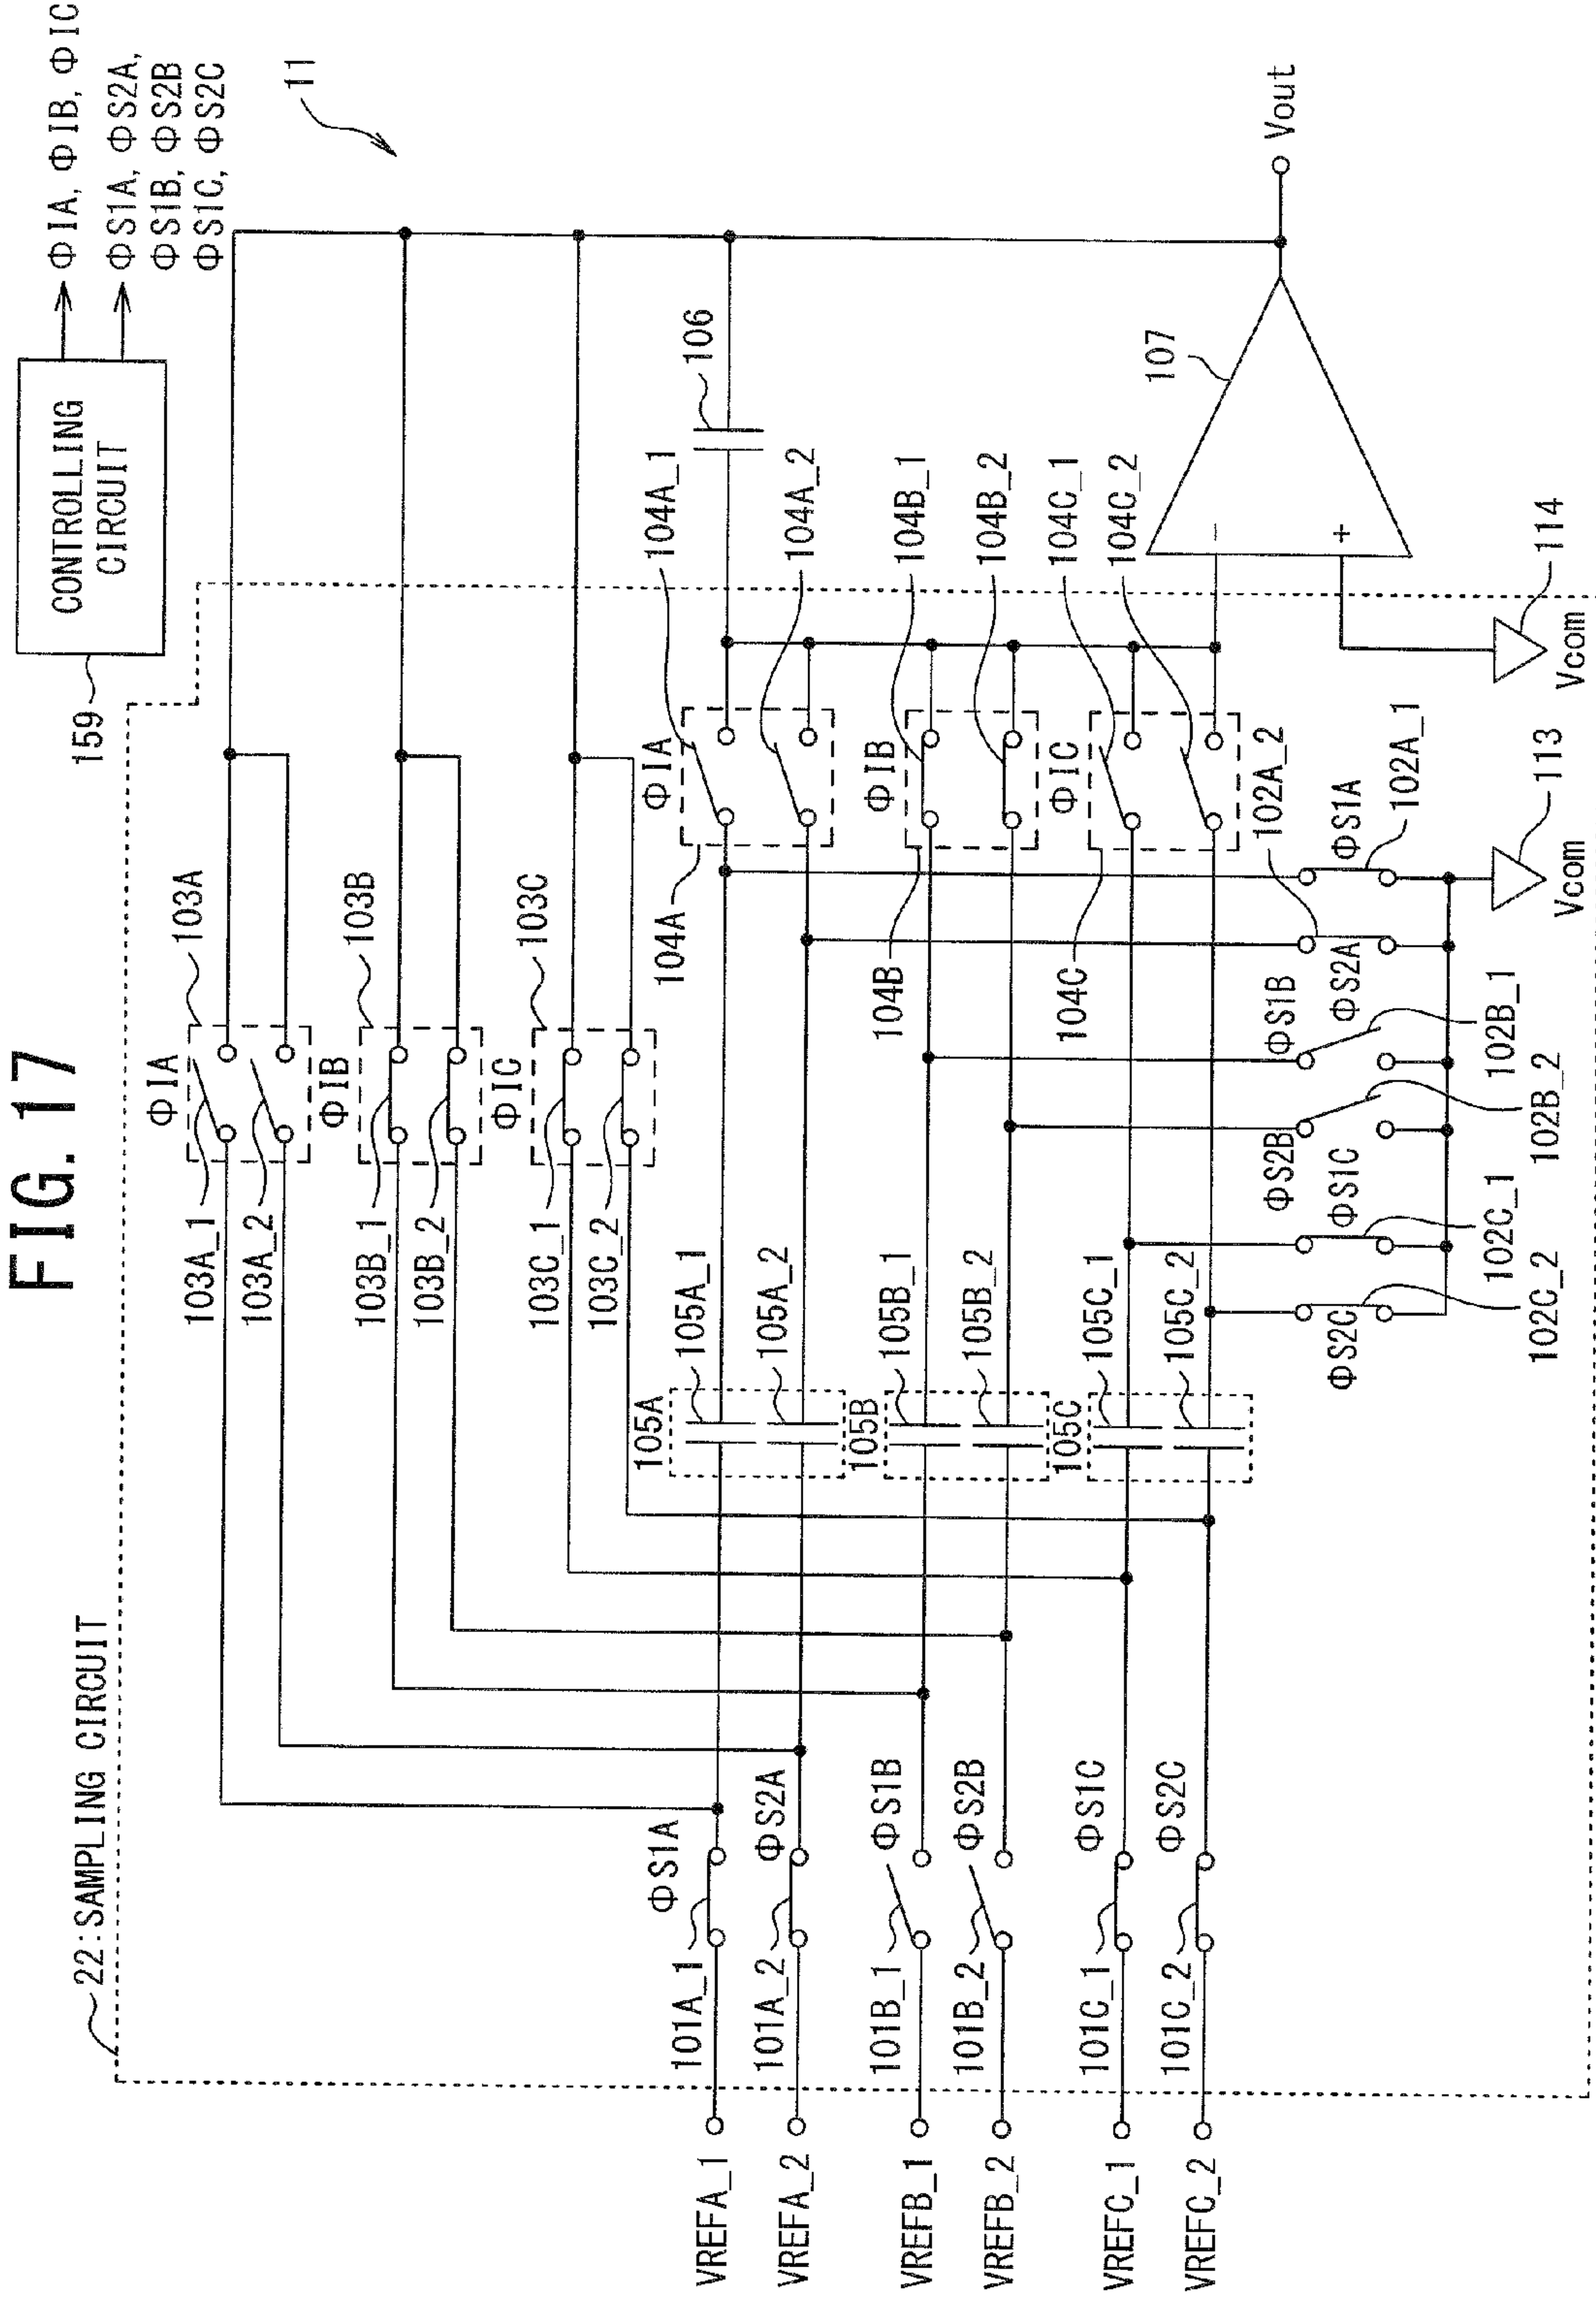 FIG. 17
22:SAMPLING CIRCUIT
159
CONTROLLING
CIRCUIT
ΦIA, ΦIB, ΦIC
ΦS1A, ΦS2A,
ΦS1B, ΦS2B
ΦS1C, ΦS2C
11
ΦIA
103A
103A_1
103A_2
ΦIB
103B
103B_1
103B_2
ΦIC
103C
103C_1
103C_2
106
VREFA_1
101A_1
ΦS1A
105A
105A_1
104A
ΦIA
104A_1
VREFA_2
101A_2
ΦS2A
105A_2
104A_2
VREFB_1
101B_1
ΦS1B
105B
105B_1
104B
ΦIB
104B_1
VREFB_2
101B_2
ΦS2B
105B_2
104B_2
VREFC_1
101C_1
ΦS1C
105C
105C_1
104C
ΦIC
104C_1
VREFC_2
101C_2
ΦS2C
105C_2
104C_2
107
−
+
Vout
ΦS2C
102C_2
ΦS1C
102C_1
ΦS2B
102B_2
ΦS1B
102B_1
ΦS2A
102A_2
ΦS1A
102A_1
113
Vcom
114
Vcom